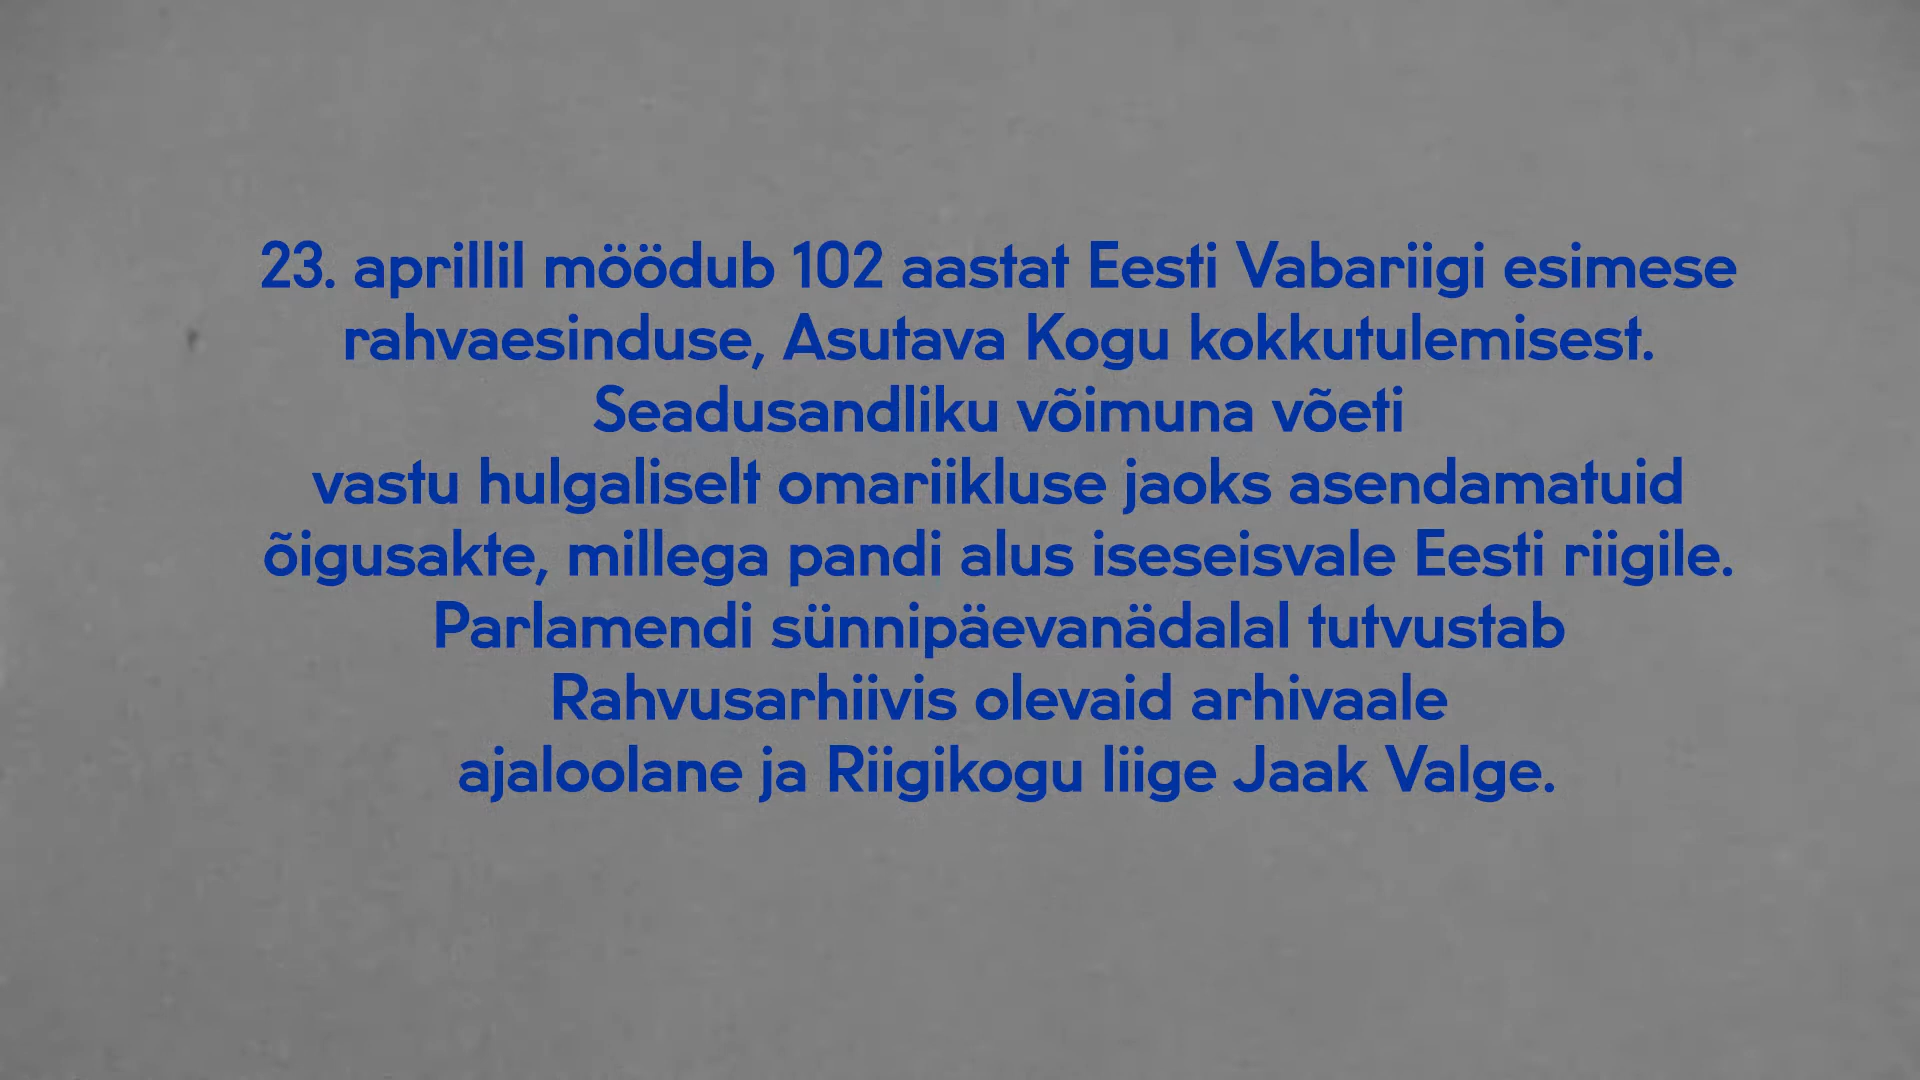 23. aprillil möödub 102 aastat Eesti Vabariigi esimese
rahvaesinduse, Asutava Kogu kokkutulemisest.
Seadusandliku võimuna võeti
vastu hulgaliselt omariikluse jaoks asendamatuid
õigusakte, millega pandi alus iseseisvale Eesti riigile.
Parlamendi sünnipäevanädalal tutvustab
Rahvusarhiivis olevaid arhivaale
ajaloolane ja Riigikogu liige Jaak Valge.